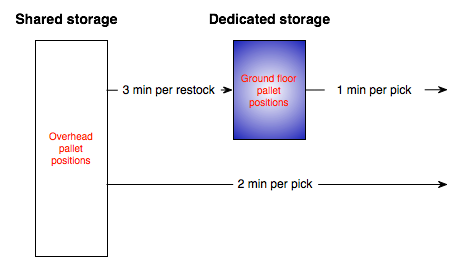 Shared storage
Dedicated storage
Overhead
pallet
positions
3 min per restock
Ground floor
pallet
positions
1 min per pick
2 min per pick